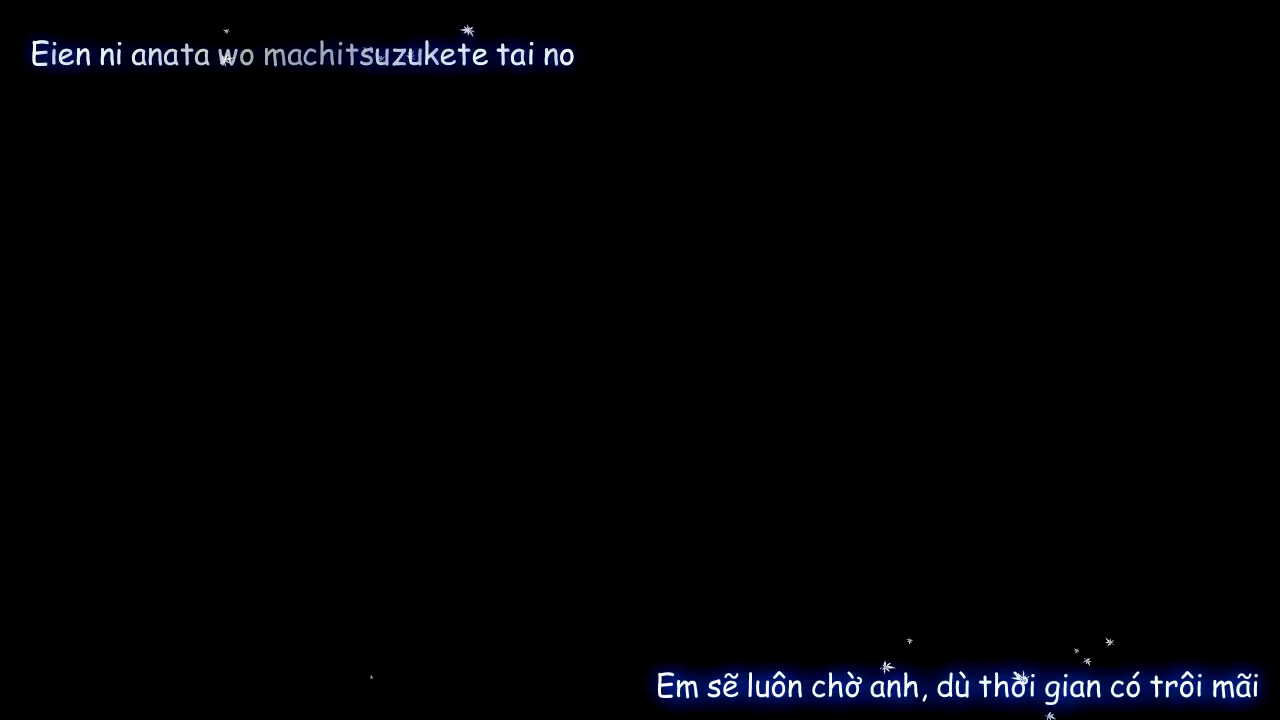 Eien ni anata wo machitsuzukete tai no
Em sẽ luôn chờ anh, dù thời gian có trôi mãi